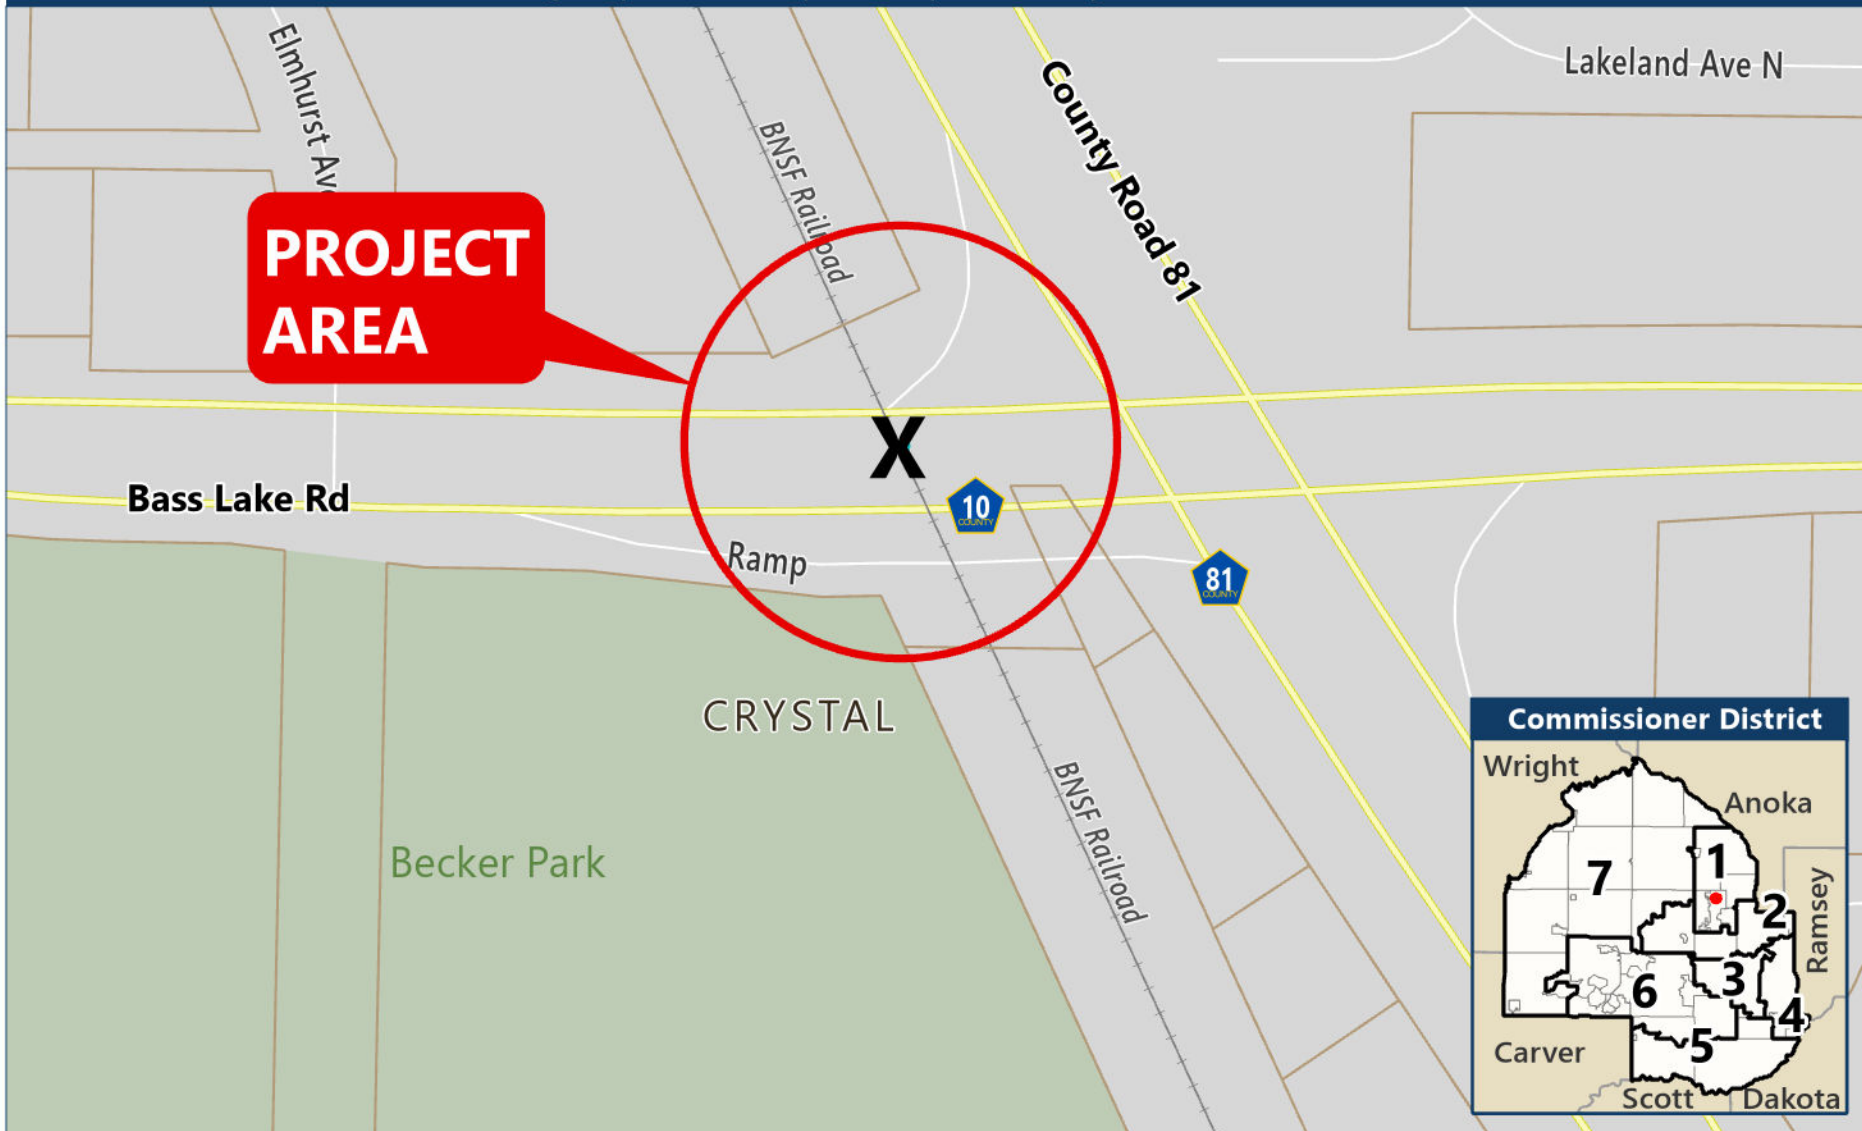 Elmhurst Ave
BNSF Railroad
County Road 81
Lakeland Ave N
PROJECT
AREA
X
Bass Lake Rd
10
COUNTY
Ramp
81
COUNTY
CRYSTAL
BNSF Railroad
Becker Park
Commissioner District
Wright
Anoka
1
7
2
Ramsey
3
6
4
5
Carver
Scott
Dakota